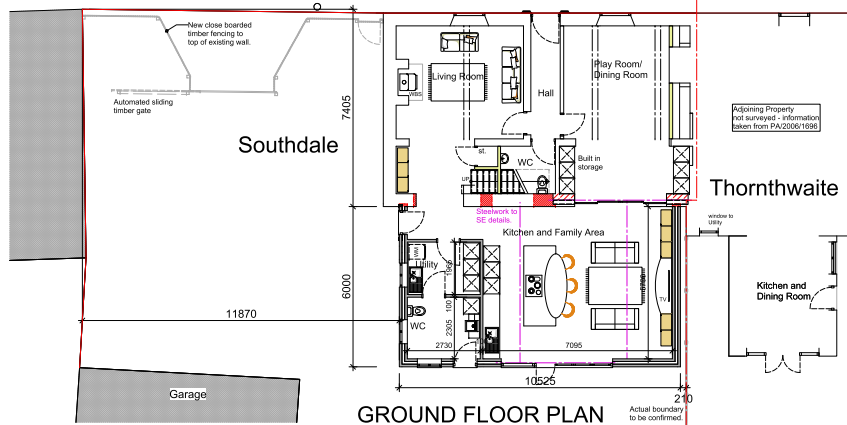 New close boarded
timber fencing to
top of existing wall.
Automated sliding
timber gate
7405
Southdale
Living Room
WBS
Hall
Play Room/
Dining Room
Adjoining Property
not surveyed - information
taken from PA/2006/1696
st.
WC
UP
Built in
storage
Thornthwaite
Steelwork to
SE details.
Kitchen and Family Area
window to
Utility
WM
Utility
1960
6000
TV
Kitchen and
Dining Room
11870
WC
100
2305
2730
7095
10525
210
Garage
GROUND FLOOR PLAN
Actual boundary
to be confirmed.